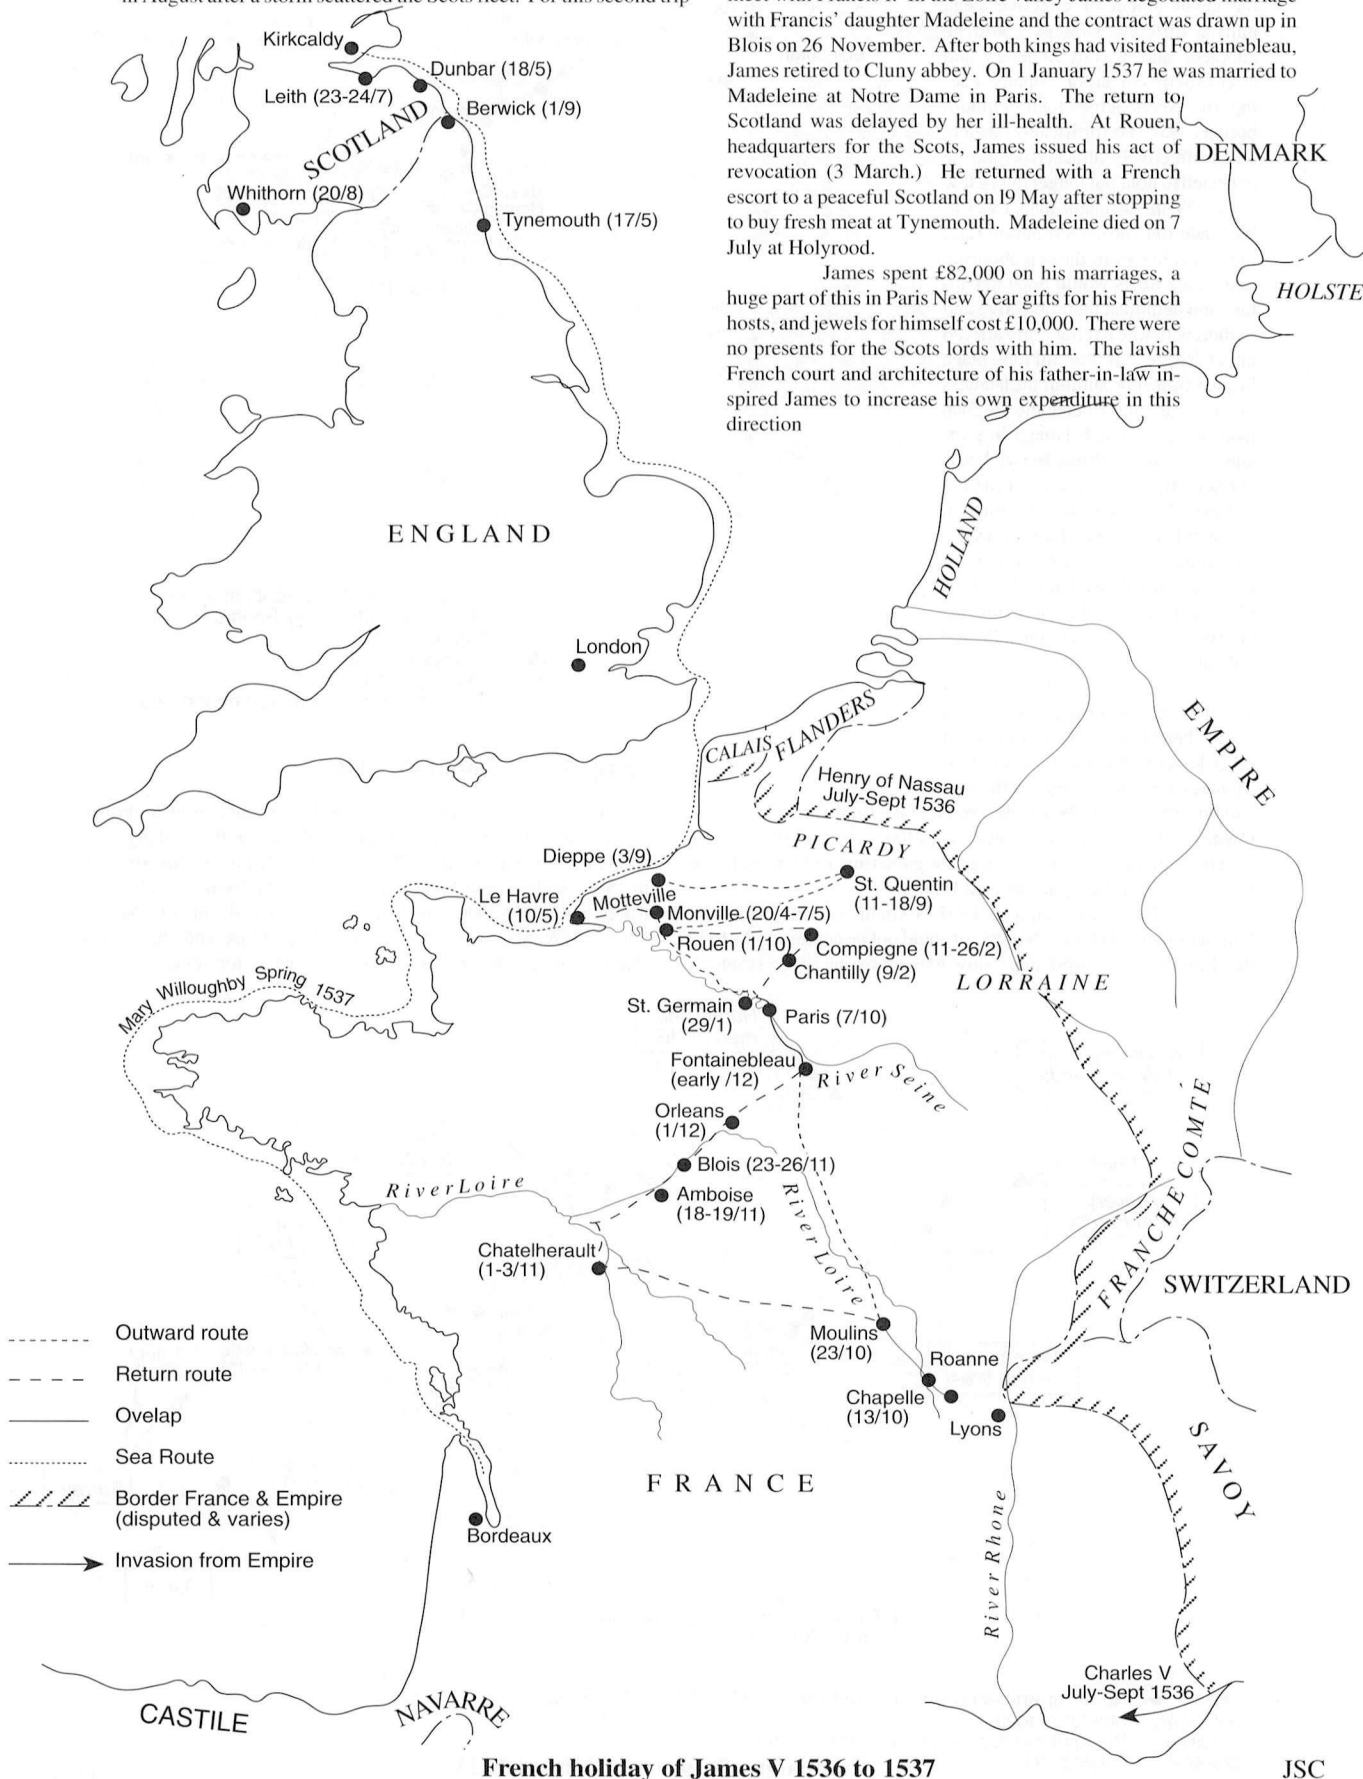 in August after a storm scattered the Scots fleet. For this second trip
with Francis’ daughter Madeleine and the contract was drawn up in
Blois on 26 November. After both kings had visited Fontainebleau,
James retired to Cluny abbey. On 1 January 1537 he was married to
Madeleine at Notre Dame in Paris. The return to
Scotland was delayed by her ill-health. At Rouen,
headquarters for the Scots, James issued his act of
revocation (3 March.) He returned with a French
escort to a peaceful Scotland on l9 May after stopping
to buy fresh meat at Tynemouth. Madeleine died on 7
July at Holyrood.
James spent £82,000 on his marriages, a
huge part of this in Paris New Year gifts for his French
hosts, and jewels for himself cost £10,000. There were
no presents for the Scots lords with him. The lavish
French court and architecture of his father-in-law in-
spired James to increase his own expenditure in this
direction
Kirkcaldy
Dunbar (18/5)
Leith (23-24/7)
Berwick (1/9)
SCOTLAND
Whithorn (20/8)
Tynemouth (17/5)
DENMARK
HOLSTE
ENGLAND
HOLLAND
London
EMPIRE
CALAIS
FLANDERS
Henry of Nassau
July-Sept 1536
PICARDY
Dieppe (3/9)
St. Quentin
(11-18/9)
Le Havre
(10/5)
Motteville
Monville (20/4-7/5)
Rouen (1/10)
Compiegne (11-26/2)
Chantilly (9/2)
LORRAINE
Mary Willoughby Spring 1537
St. Germain
(29/1)
Paris (7/10)
Fontainebleau
(early /12)
River Seine
Orleans
(1/12)
Blois (23-26/11)
Amboise
(18-19/11)
River Loire
River Loire
FRANCHE COMTE
Chatelherault
(1-3/11)
SWITZERLAND
Moulins
(23/10)
Roanne
Chapelle
(13/10)
Lyons
SAVOY
Outward route
Return route
Ovelap
Sea Route
Border France & Empire
(disputed & varies)
Invasion from Empire
FRANCE
Bordeaux
River Rhone
Charles V
July-Sept 1536
CASTILE
NAVARRE
French holiday of James V 1536 to 1537
JSC